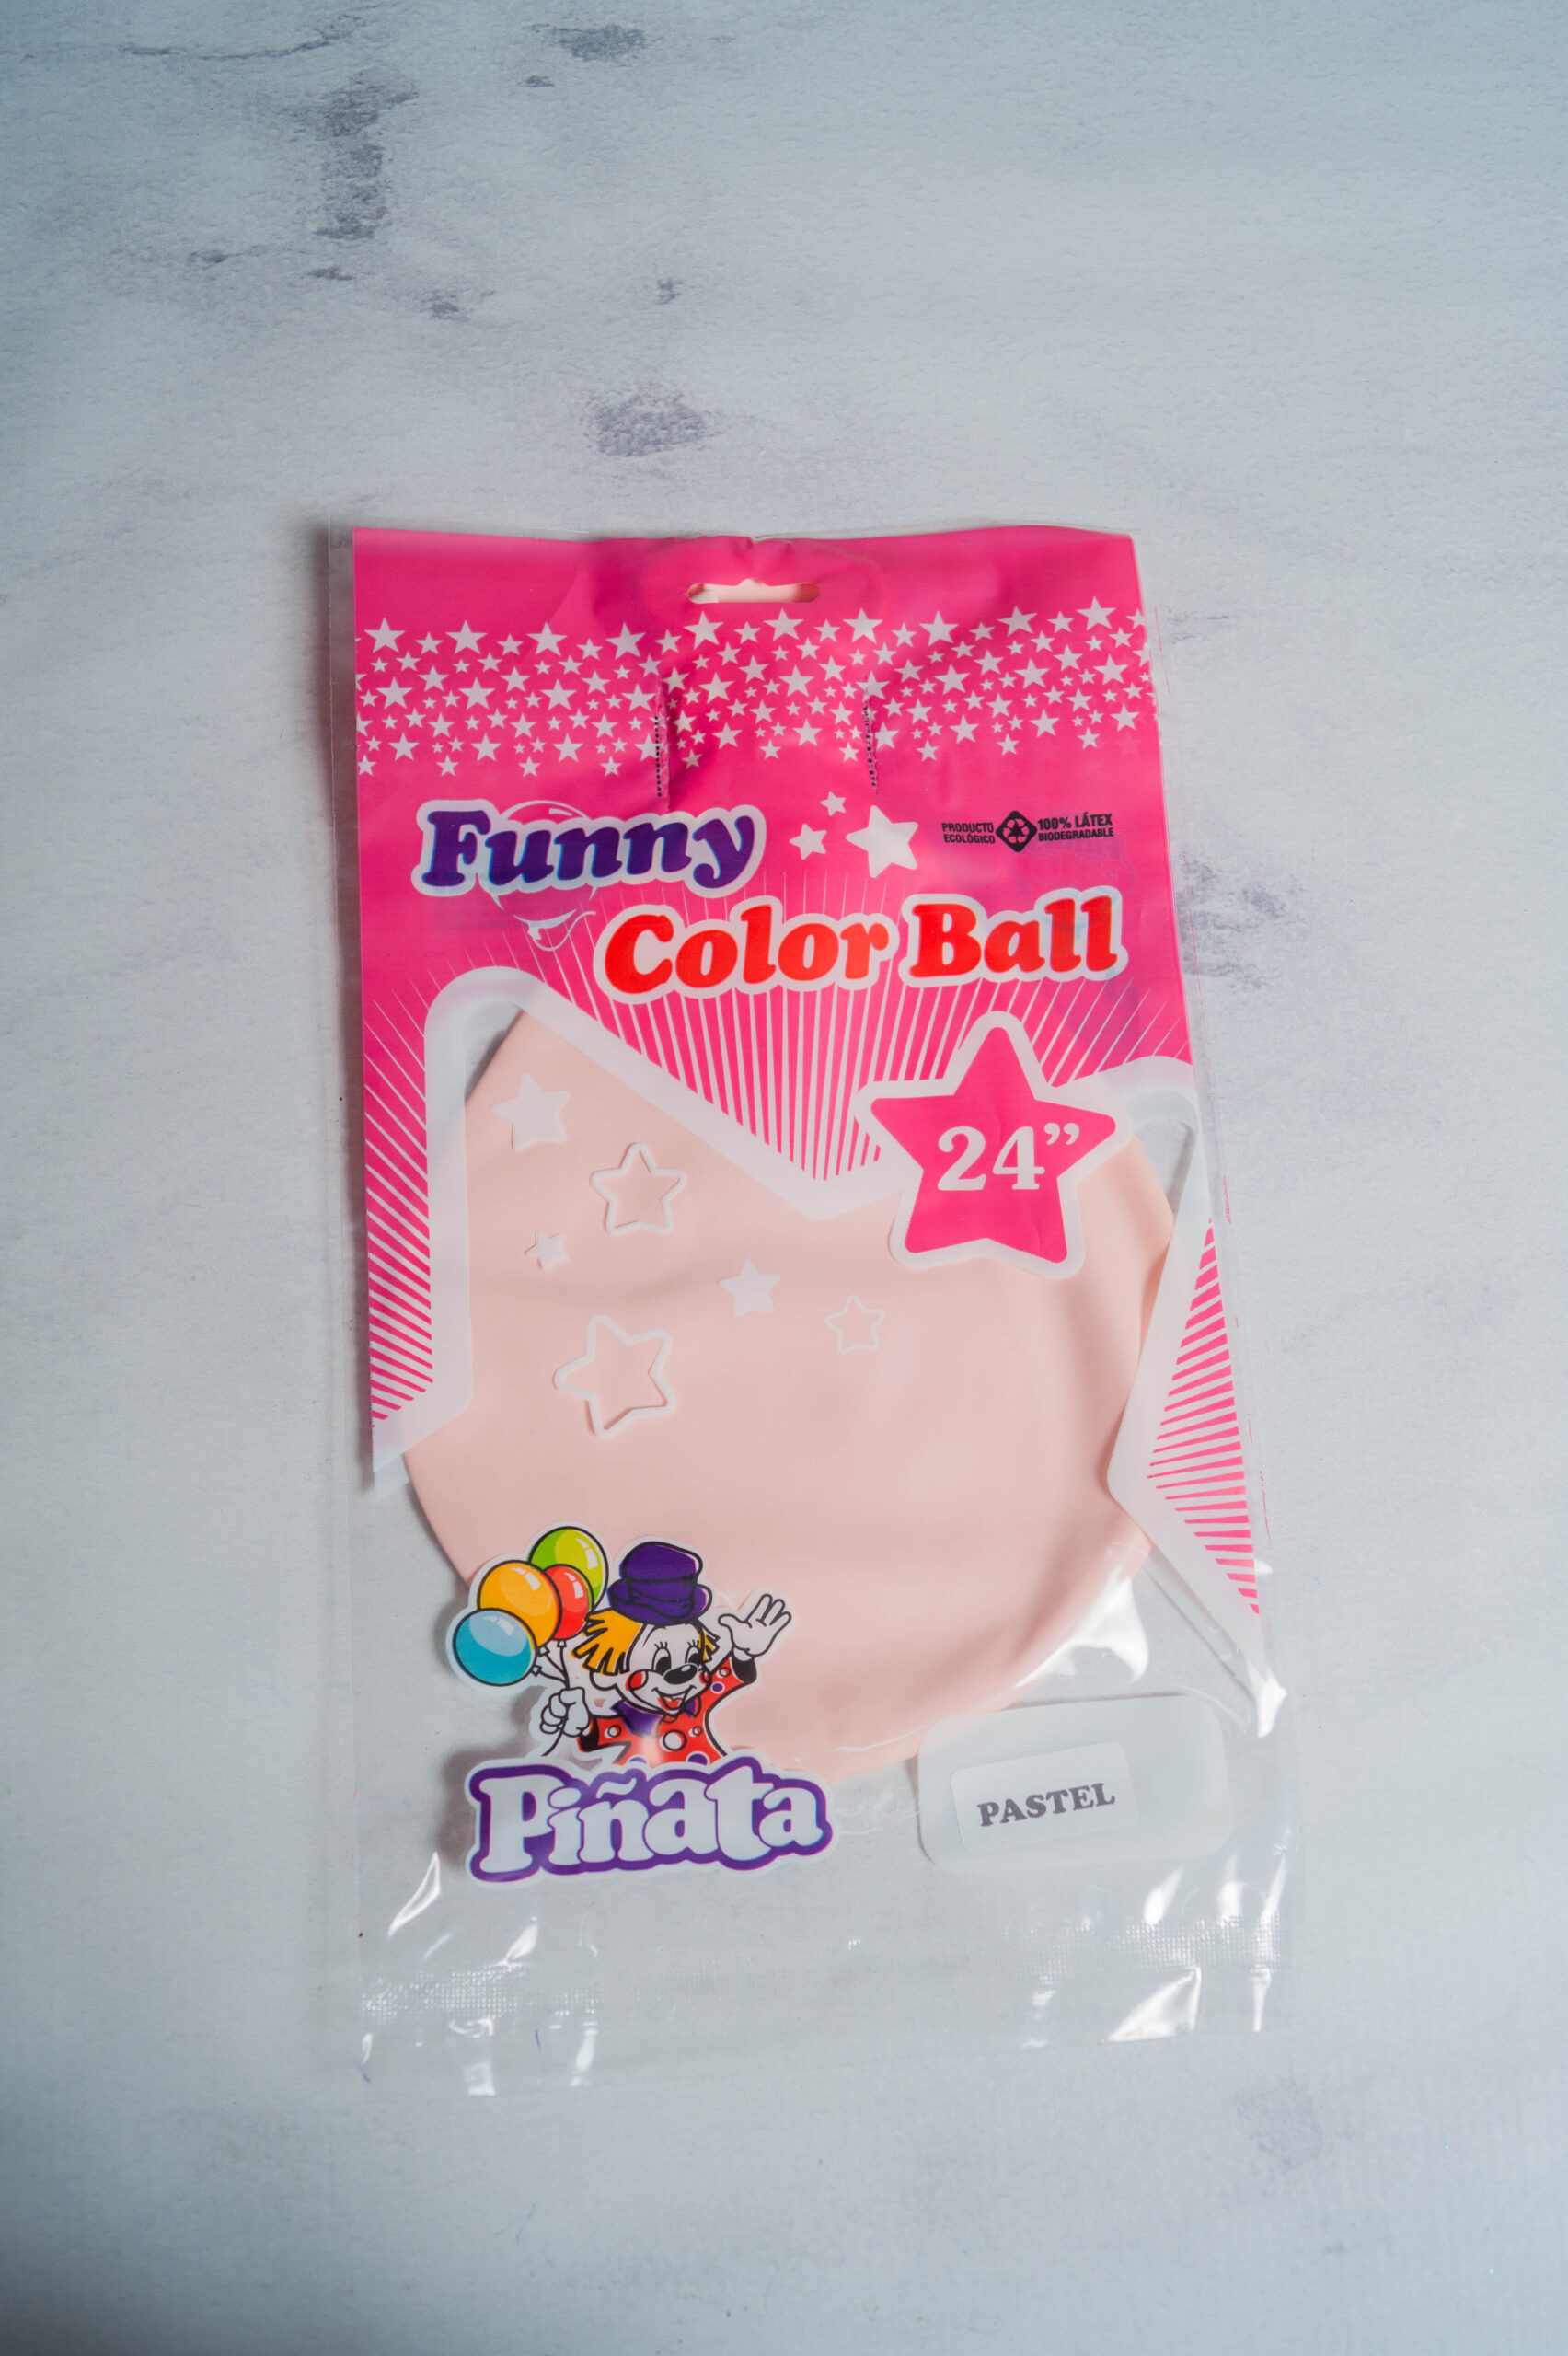 Funny
PRODUCTO
ECOLÓGICO
100% LÁTEX
BIODEGRADABLE
Color Ball
24”
Piñata
PASTEL